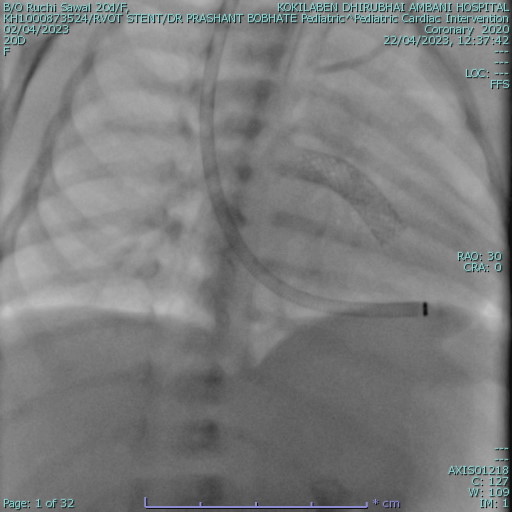 B/O Ruchi Sawal 20d/F,
KOKILABEN DHIRUBHAI AMBANI HOSPITAL
KH1000873524/RVOT STENT/DR PRASHANT BOBHATE Pediatric^Pediatric Cardiac Intervention
02/04/2023
Coronary 2020
20D
22/04/2023, 12:37:42
F
---
---
LOC: ---
FFS
RAO: 30
CRA: 0
---
---
AXIS01218
C: 127
W: 109
Page: 1 of 32
* cm
IM: 1